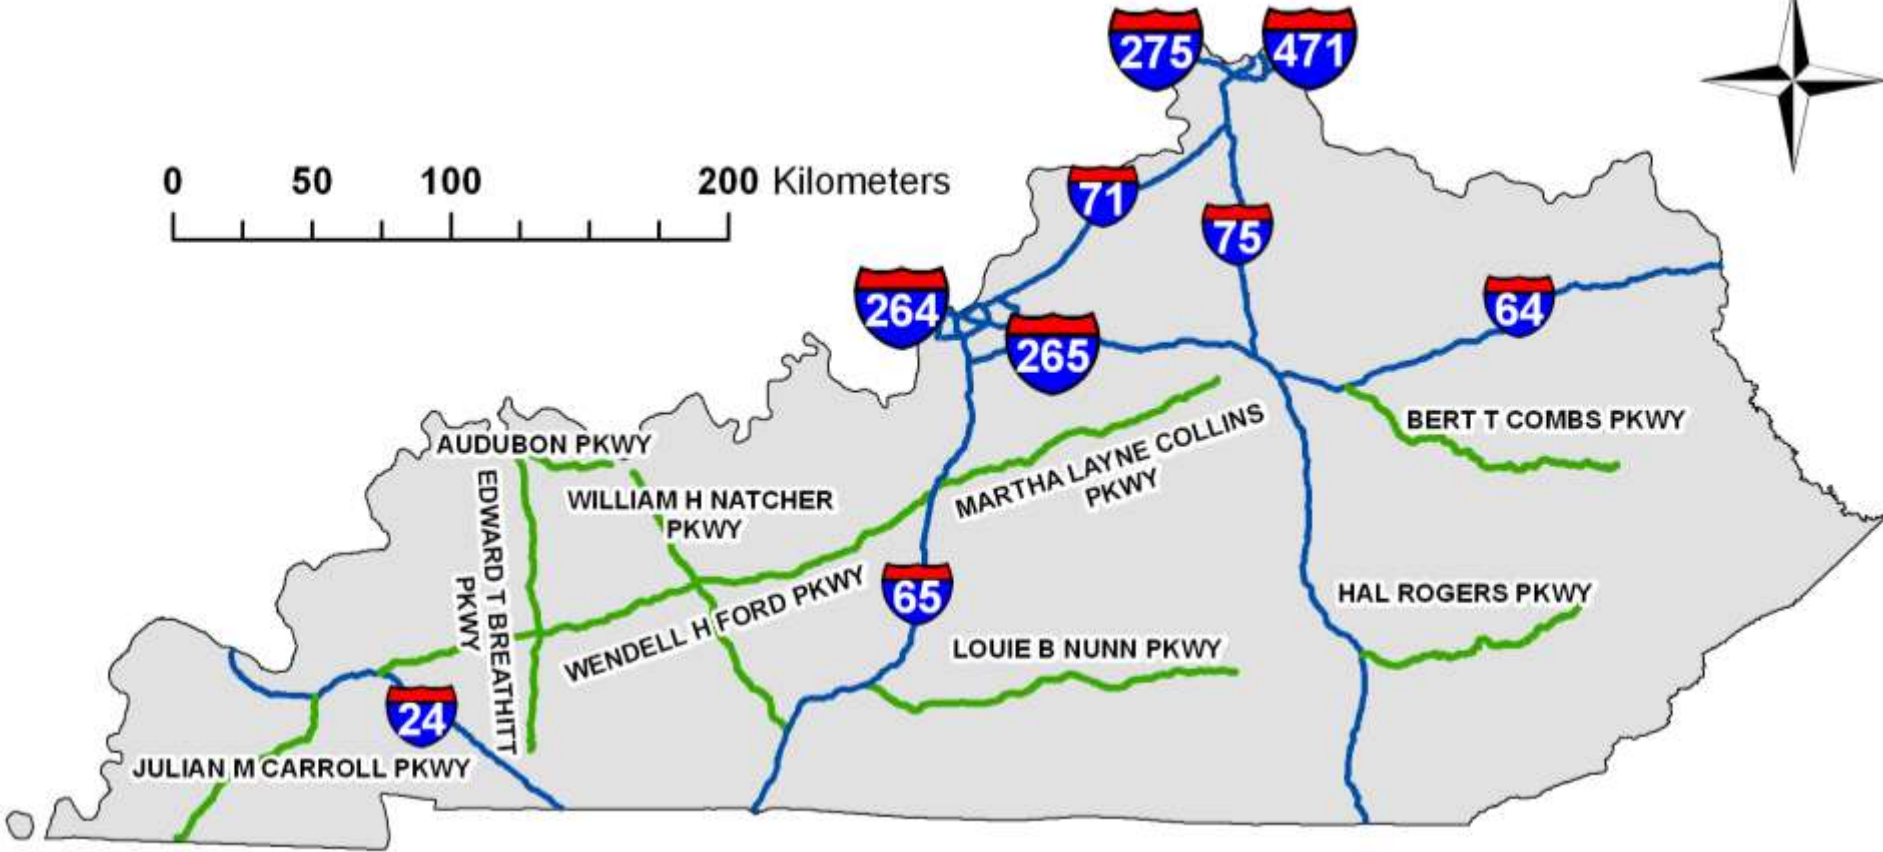 275
471
0 50 100 200 Kilometers
71
75
264
64
265
BERT T COMBS PKWY
AUDUBON PKWY
MARTHA LAYNE COLLINS
PKWY
EDWARD T BREATHITT
PKWY
WILLIAM H NATCHER
PKWY
WENDELL H FORD PKWY
65
HAL ROGERS PKWY
LOUIE B NUNN PKWY
24
JULIAN M CARROLL PKWY